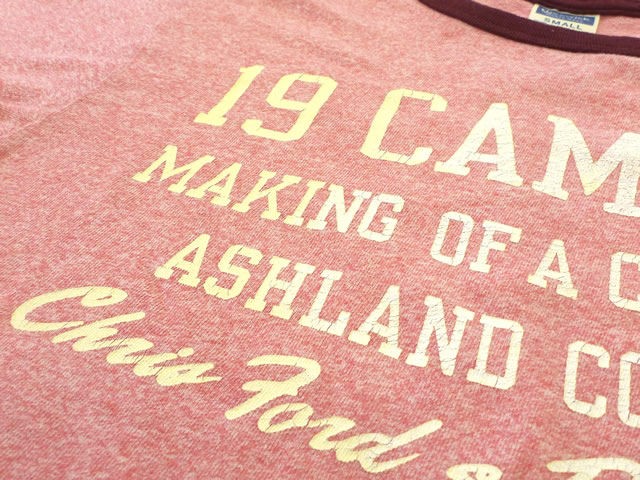 SMALL
19 CAM
MAKING OF A C
ASHLAND CO
Chris Ford &